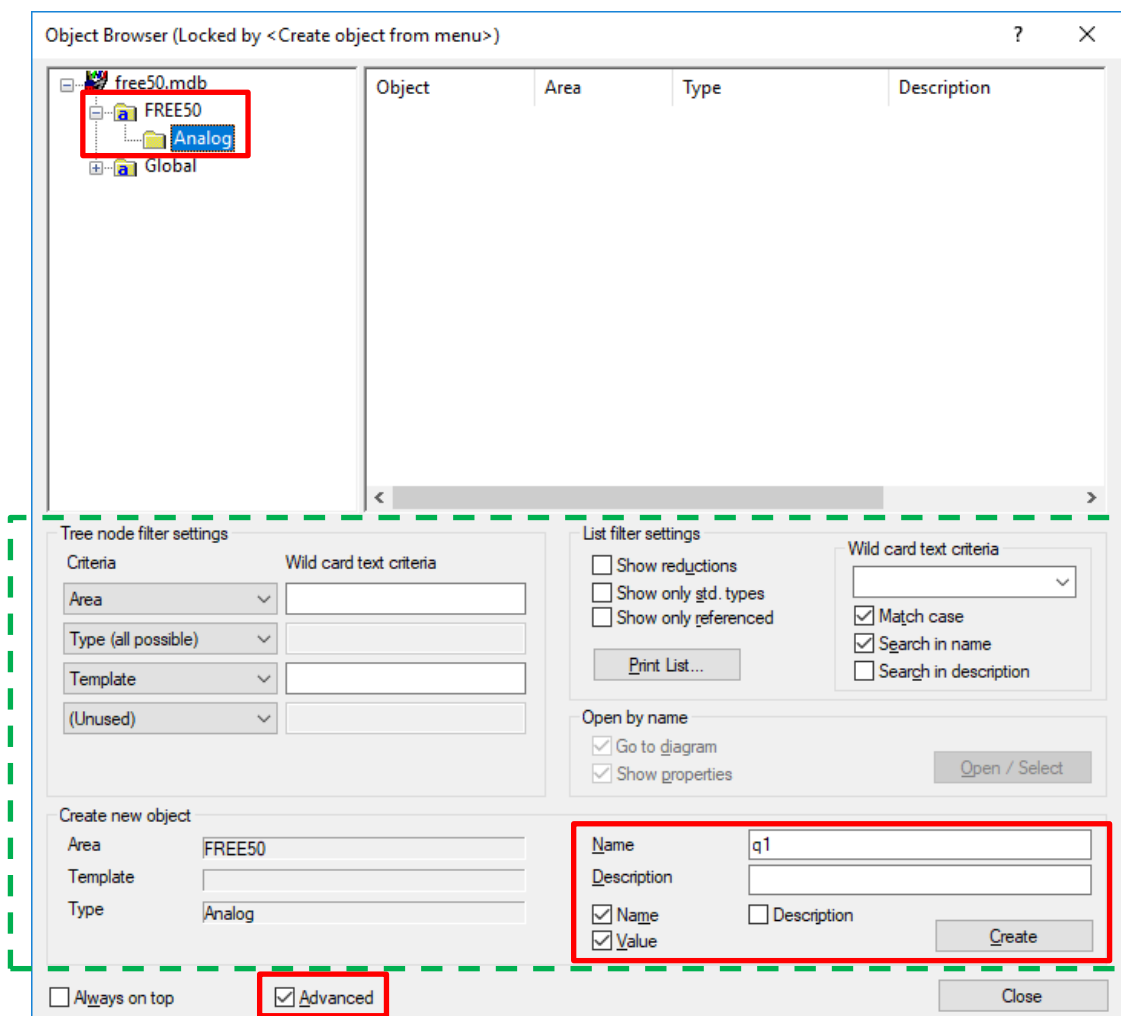 Object Browser (Locked by <Create object from menu>) ?
free50.mdb
FREE50
Analog
Global
Object Area Type Description
Tree node filter settings
Criteria Wild card text criteria
Area
Type (all possible)
Template
(Unused)
List filter settings
Show reductions
Show only std. types
Show only referenced
Print List...
Wild card text criteria
Match case
Search in name
Search in description
Open by name
Go to diagram
Show properties
Open / Select
Create new object
Area FREE50
Template
Type Analog
Name q1
Description
Name Description
Value
Create
Always on top Advanced Close